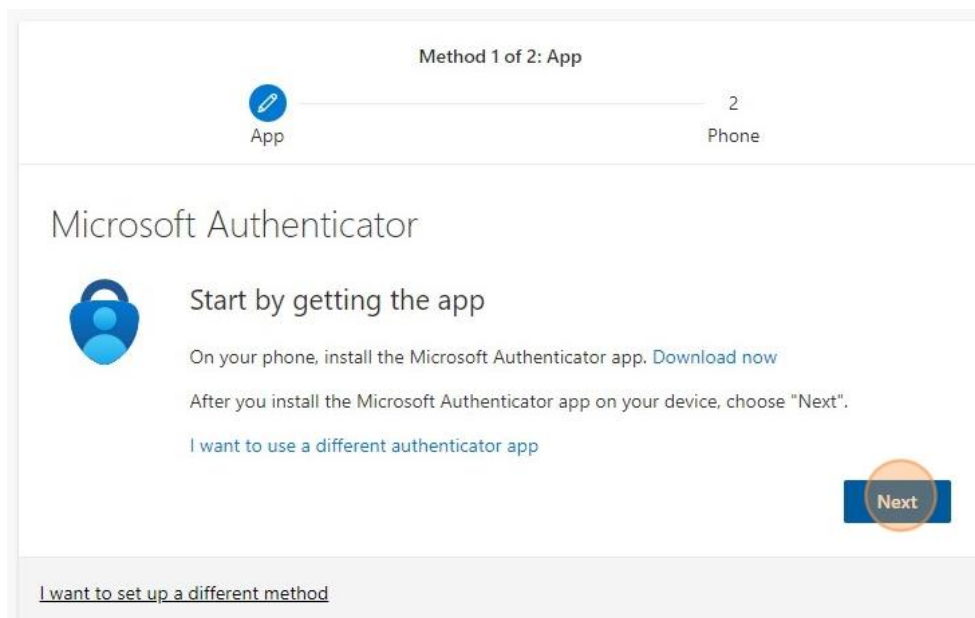 Method 1 of 2: App
2
App
Phone
Microsoft Authenticator
Start by getting the app
On your phone, install the Microsoft Authenticator app. Download now
After you install the Microsoft Authenticator app on your device, choose "Next".
I want to use a different authenticator app
Next
I want to set up a different method